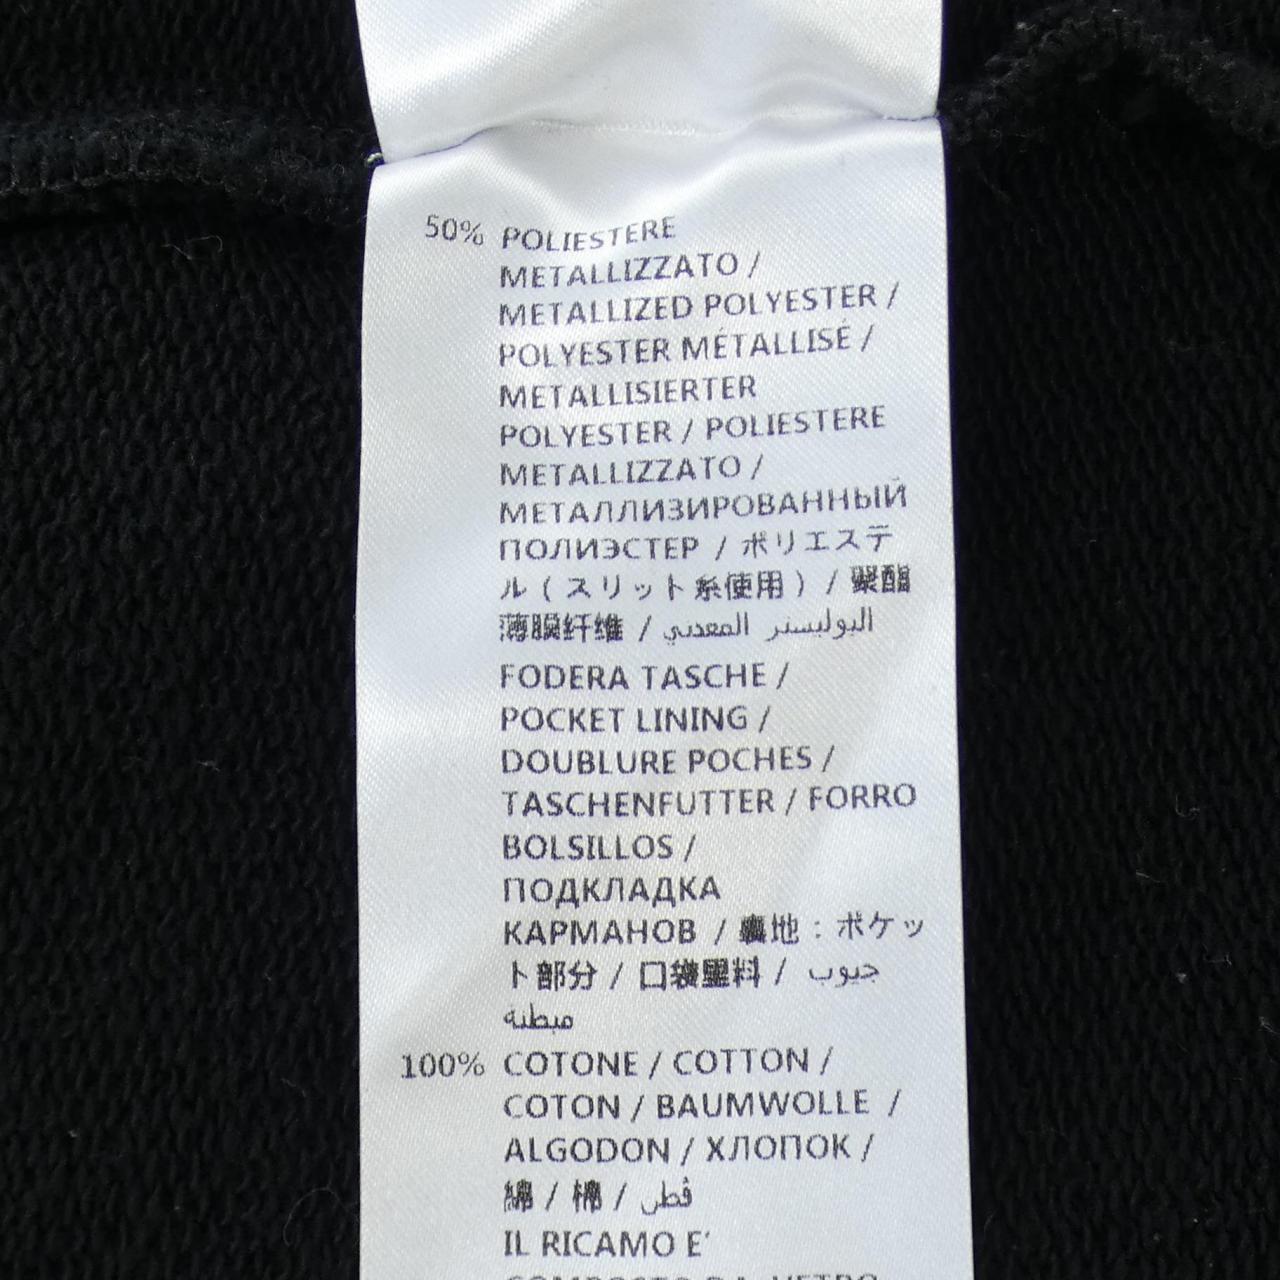 50% POLIESTERE
METALLIZZATO /
METALLIZED POLYESTER /
POLYESTER MÉTALLISÉ /
METALLISIERTER
POLYESTER / POLIESTERE
METALLIZZATO /
МЕТАЛЛИЗИРОВАННЫЙ
ПОЛИЭСТЕР / ポリエステ
ル ( スリット糸使用 ) / 聚酯
薄膜纤维 / البوليستر المعدني
FODERA TASCHE /
POCKET LINING /
DOUBLURE POCHES /
TASCHENFUTTER / FORRO
BOLSILLOS /
ПОДКЛАДКА
КАРМАНОВ / 裏地 : ポケッ
ト部分 / 口袋里料 / جيوب
مبطنة
100% COTONE / COTTON /
COTON / BAUMWOLLE /
ALGODON / ХЛОПОК /
綿 / 棉 / قطن
IL RICAMO E'
COMPOSTO DA VETRO